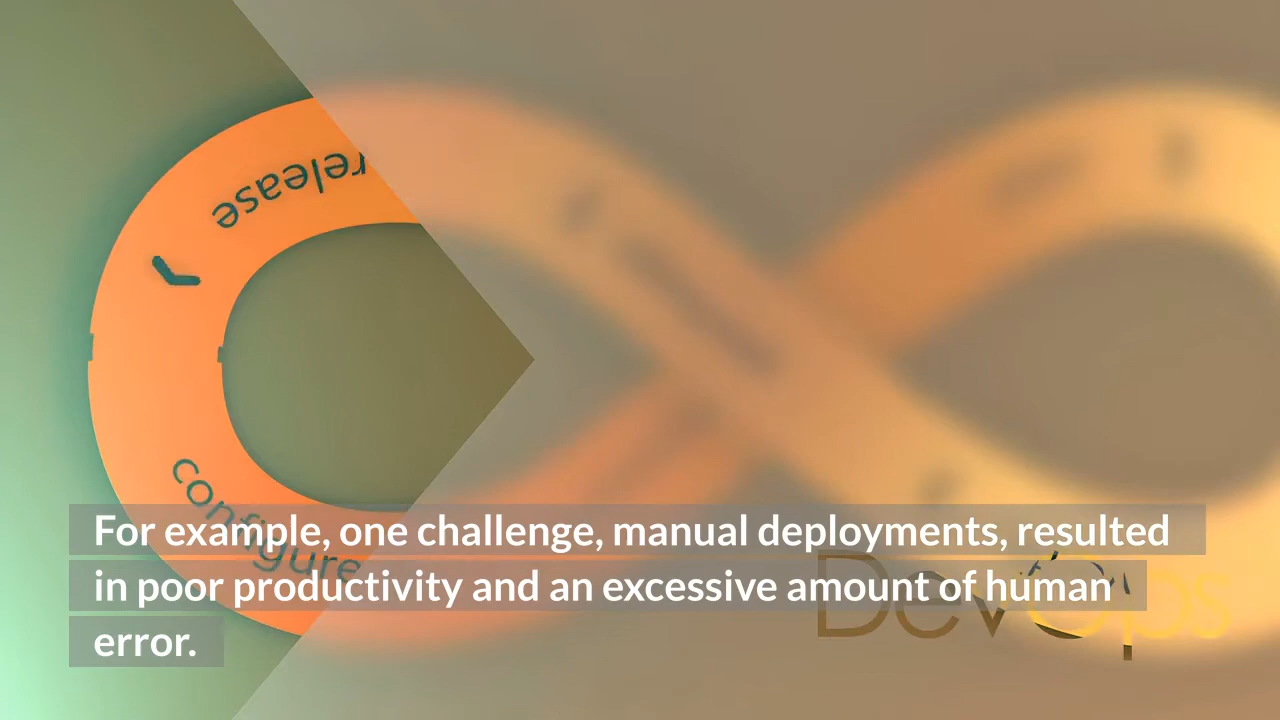 release
configure
For example, one challenge, manual deployments, resulted
in poor productivity and an excessive amount of human
error.
DevOps